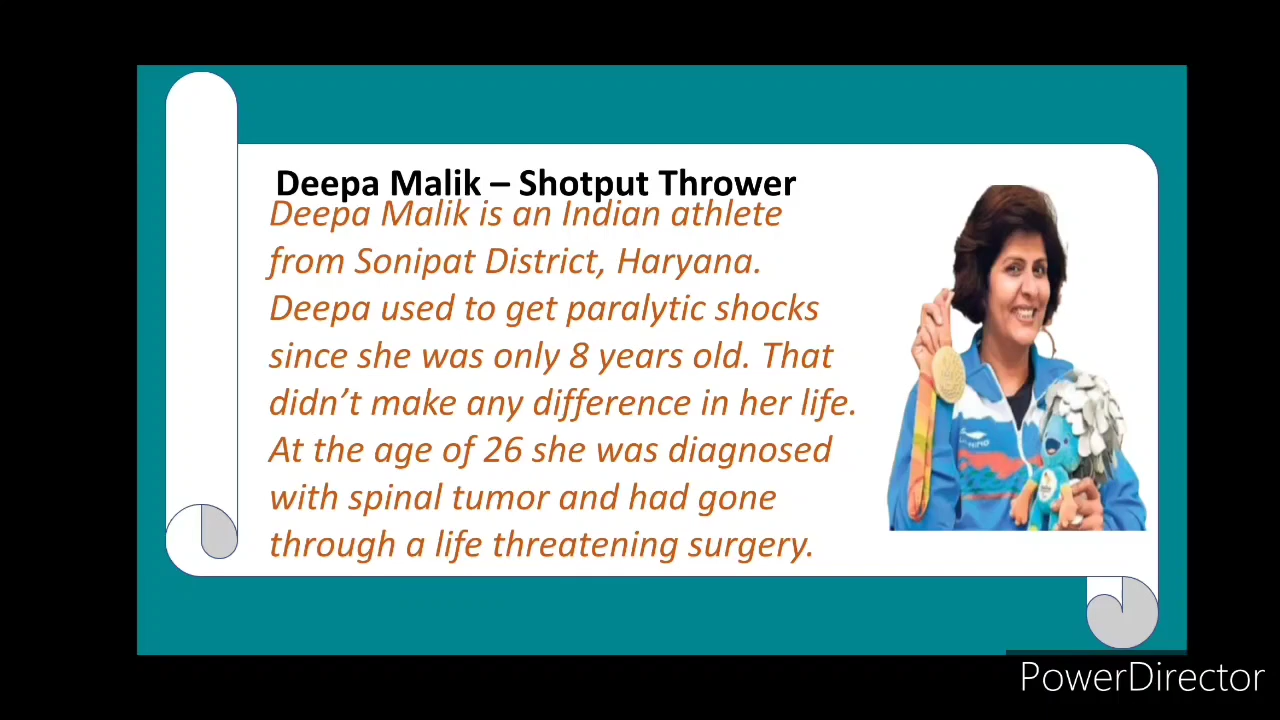 Deepa Malik – Shotput Thrower
Deepa Malik is an Indian athlete
from Sonipat District, Haryana.
Deepa used to get paralytic shocks
since she was only 8 years old. That
didn’t make any difference in her life.
At the age of 26 she was diagnosed
with spinal tumor and had gone
through a life threatening surgery.
PowerDirector